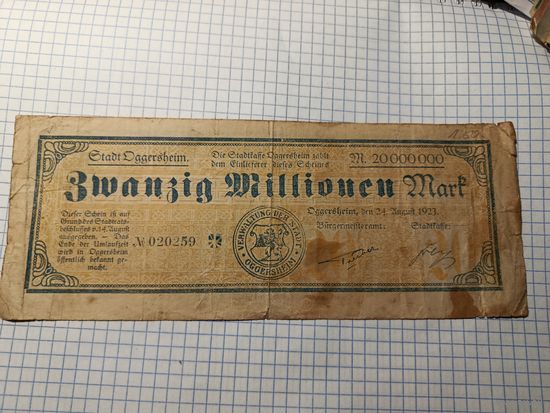 Stadt Oggersheim.
Die Stadtkasse Oggersheim zahlt
dem Einlieferer dieses Scheines
M. 20000000
Zwanzig Millionen Mark
Oggersheim, den 24. August 1923.
Dieser Schein ist auf
Grund des Stadtrats-
beschlusses v. 14. August
ausgegeben. – Das
Ende der Umlaufzeit
wird in Oggersheim
öffentlich bekannt ge-
macht.
№ 020259
VERWALTUNG DER STADT
OGGERSHEIM
Bürgermeisteramt:
Stadtkasse: